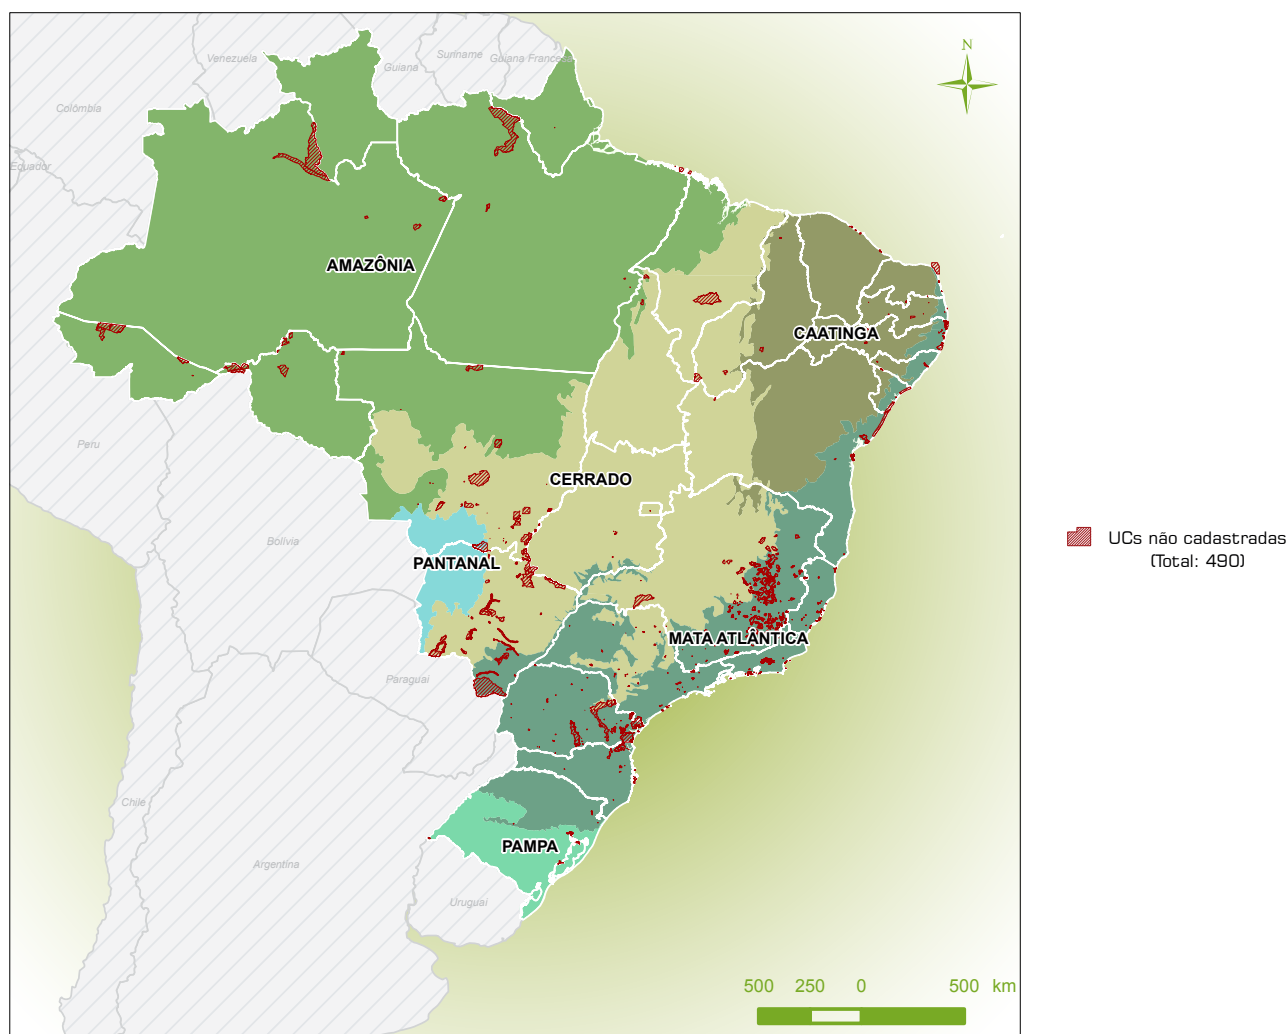 N
Venezuela
Suriname
Guiana
Guiana Francesa
Colômbia
Equador
AMAZÔNIA
CAATINGA
Peru
CERRADO
Bolívia
PANTANAL
UCs não cadastradas
(Total: 490)
MATA ATLÂNTICA
Paraguai
Chile
PAMPA
Argentina
Uruguai
500 250 0 500 km